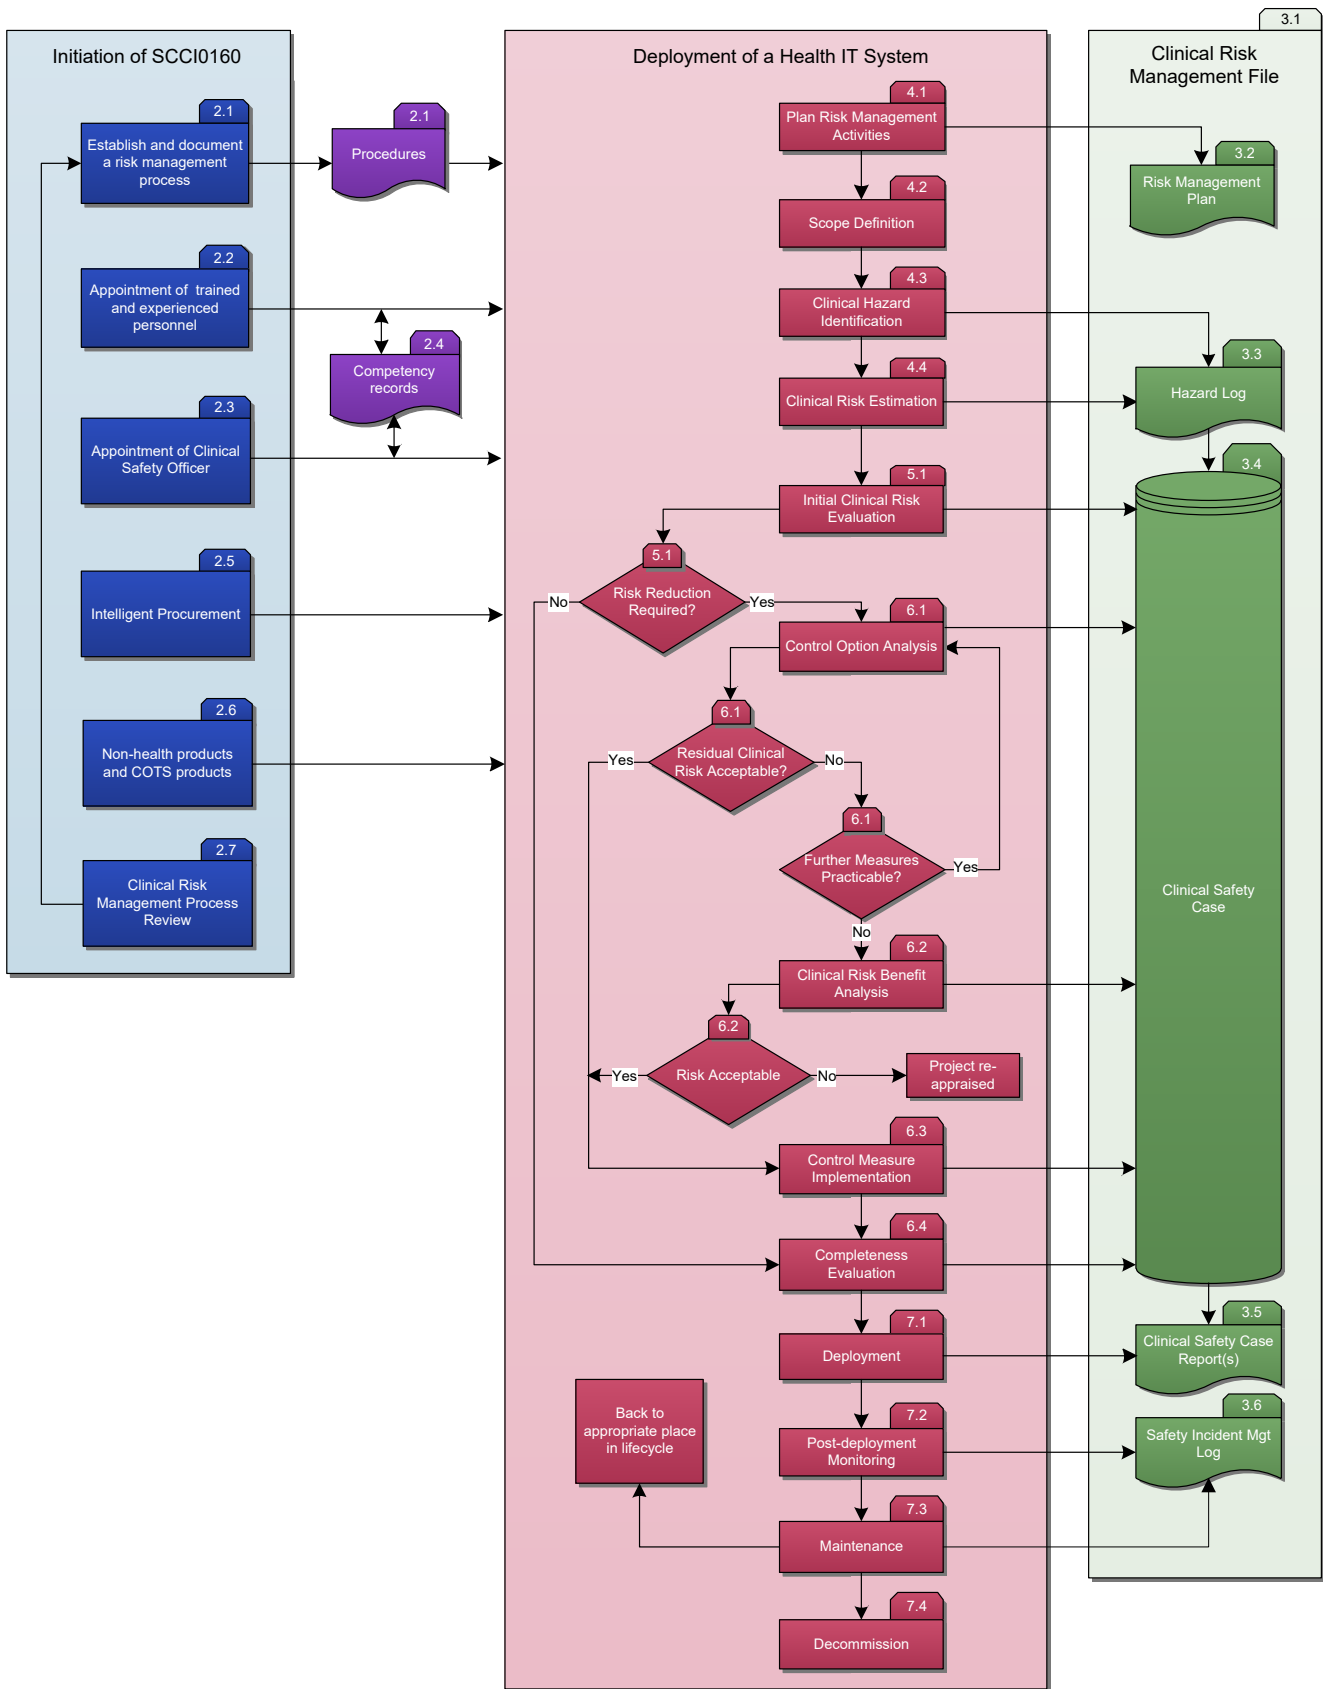 Initiation of SCCI0160
2.1
Establish and document
a risk management
process
2.2
Appointment of trained
and experienced
personnel
2.3
Appointment of Clinical
Safety Officer
2.5
Intelligent Procurement
2.6
Non-health products
and COTS products
2.7
Clinical Risk
Management Process
Review
2.1
Procedures
2.4
Competency
records
Deployment of a Health IT System
4.1
Plan Risk Management
Activities
4.2
Scope Definition
4.3
Clinical Hazard
Identification
4.4
Clinical Risk Estimation
5.1
Initial Clinical Risk
Evaluation
5.1
Risk Reduction
Required?
No
Yes
6.1
Control Option Analysis
6.1
Residual Clinical
Risk Acceptable?
Yes
No
6.1
Further Measures
Practicable?
Yes
No
6.2
Clinical Risk Benefit
Analysis
6.2
Risk Acceptable
Yes
No
Project re-
appraised
6.3
Control Measure
Implementation
6.4
Completeness
Evaluation
7.1
Deployment
7.2
Post-deployment
Monitoring
Back to
appropriate place
in lifecycle
7.3
Maintenance
7.4
Decommission
3.1
Clinical Risk
Management File
3.2
Risk Management
Plan
3.3
Hazard Log
3.4
Clinical Safety
Case
3.5
Clinical Safety Case
Report(s)
3.6
Safety Incident Mgt
Log